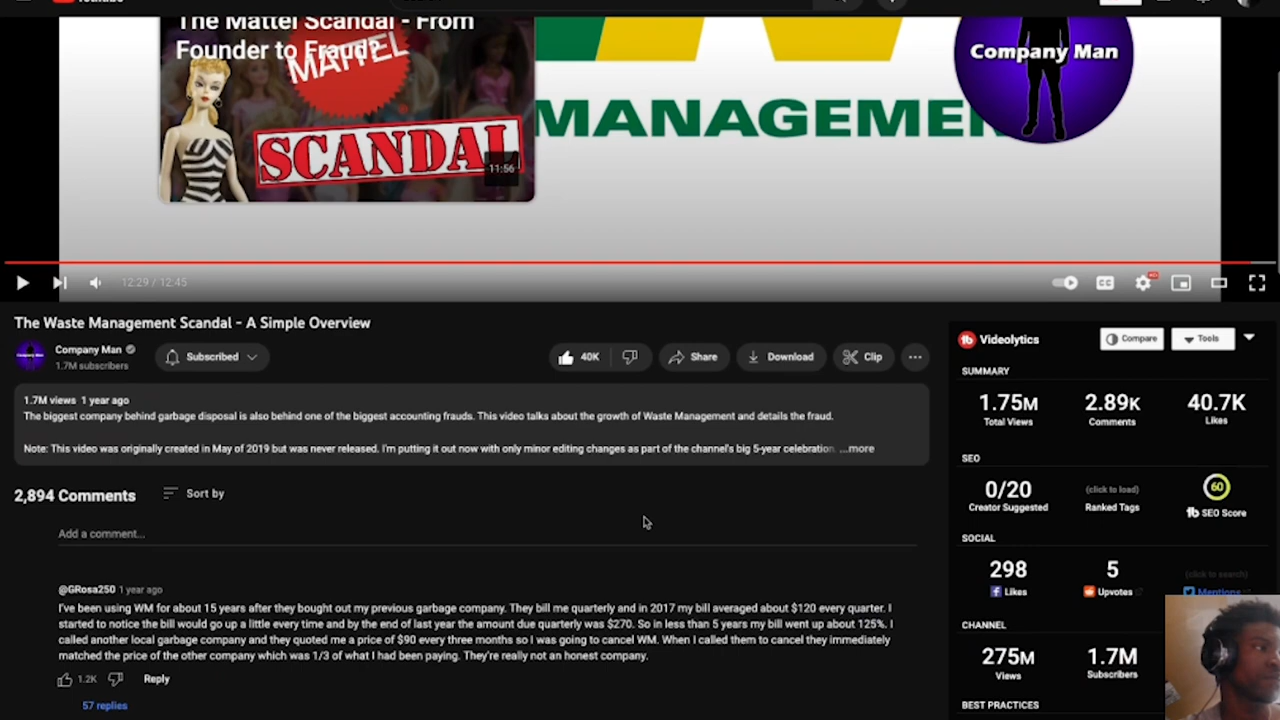 The Mattel Scandal - From
Founder to Fraud?
MATTEL
SCANDAL
11:56
MANAGEMEN
Company Man
12:29 / 12:45
The Waste Management Scandal - A Simple Overview
Company Man
1.7M subscribers
Subscribed
40K
Share
Download
Clip
1.7M views 1 year ago
The biggest company behind garbage disposal is also behind one of the biggest accounting frauds. This video talks about the growth of Waste Management and details the fraud.
Note: This video was originally created in May of 2019 but was never released. I'm putting it out now with only minor editing changes as part of the channel's big 5-year celebration. ...more
2,894 Comments
Sort by
Add a comment...
@GRosa250 1 year ago
I've been using WM for about 15 years after they bought out my previous garbage company. They bill me quarterly and in 2017 my bill averaged about $120 every quarter. I
started to notice the bill would go up a little every time and by the end of last year the amount due quarterly was $270. So in less than 5 years my bill went up about 125%. I
called another local garbage company and they quoted me a price of $90 every three months so I was going to cancel WM. When I called them to cancel they immediately
matched the price of the other company which was 1/3 of what I had been paying. They're really not an honest company.
1.2K
Reply
57 replies
Videolytics
Compare
Tools
SUMMARY
1.75M 2.89K 40.7K
Total Views Comments Likes
SEO
0/20 (click to load) 60
Creator Suggested Ranked Tags tb SEO Score
SOCIAL
298 5 (click to search)
Likes Upvotes Mentions
CHANNEL
275M 1.7M
Views Subscribers
BEST PRACTICES